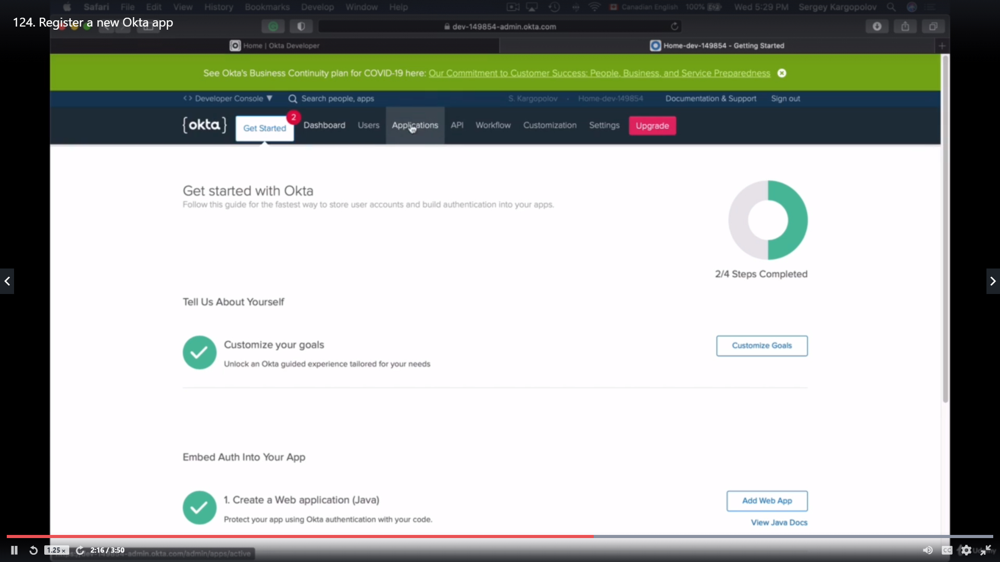 Safari File Edit View History Bookmarks Develop Window Help Canadian English 100% Wed 5:29 PM Sergey Kargopolov
124. Register a new Okta app
dev-149854-admin.okta.com
Home | Okta Developer
Home-dev-149854 - Getting Started
See Okta's Business Continuity plan for COVID-19 here: Our Commitment to Customer Success: People, Business, and Service Preparedness
<> Developer Console ▼ Search people, apps S. Kargopolov - Home-dev-149854 Documentation & Support Sign out
{okta} Get Started 2 Dashboard Users Applications API Workflow Customization Settings Upgrade
Get started with Okta
Follow this guide for the fastest way to store user accounts and build authentication into your apps.
2/4 Steps Completed
Tell Us About Yourself
Customize your goals
Customize Goals
Unlock an Okta guided experience tailored for your needs
Embed Auth Into Your App
1. Create a Web application (Java)
Add Web App
Protect your app using Okta authentication with your code.
View Java Docs
1.25x 2:16 / 3:50 CC
-admin.okta.com/admin/apps/active